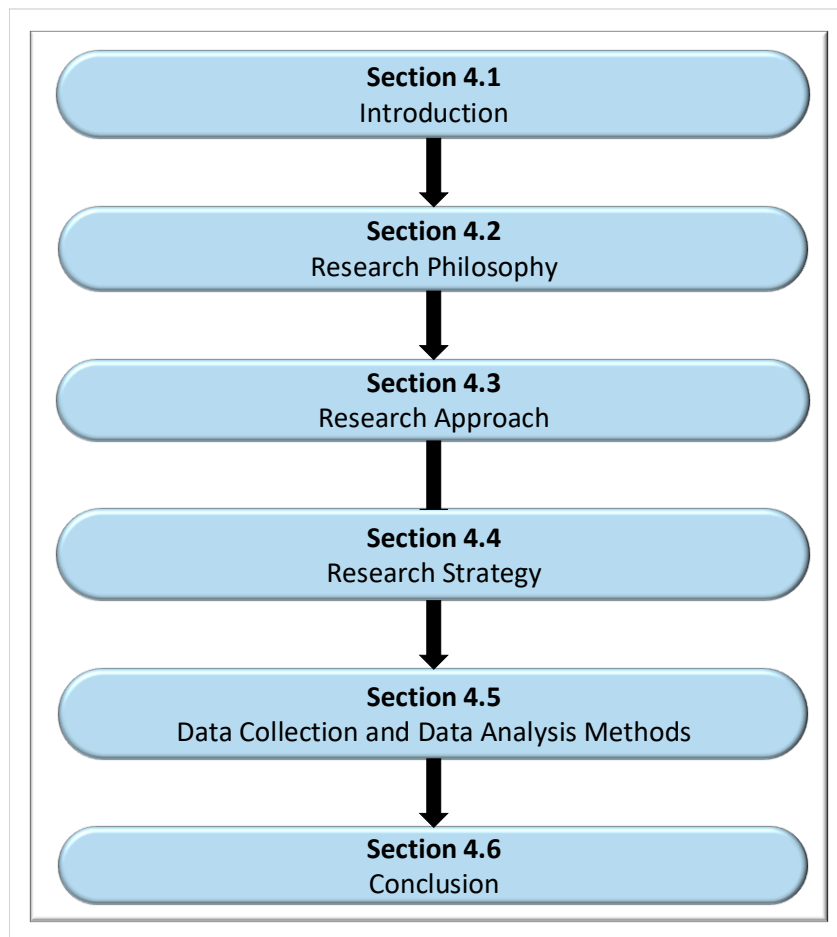 Section 4.1
Introduction
Section 4.2
Research Philosophy
Section 4.3
Research Approach
Section 4.4
Research Strategy
Section 4.5
Data Collection and Data Analysis Methods
Section 4.6
Conclusion